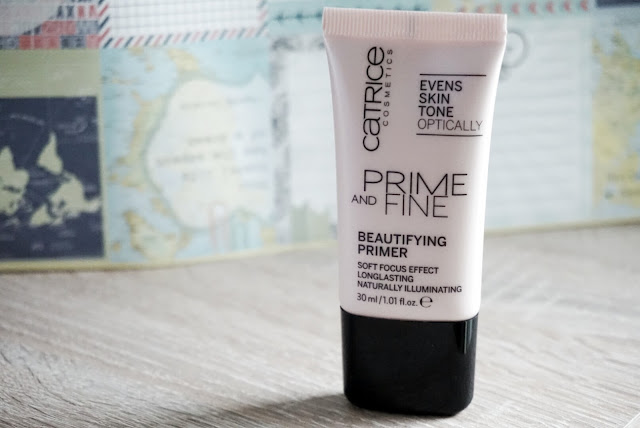 CATRICE
COSMETICS
EVENS
SKIN
TONE
OPTICALLY
PRIME
AND FINE
BEAUTIFYING
PRIMER
SOFT FOCUS EFFECT
LONGLASTING
NATURALLY ILLUMINATING
30 ml / 1.01 fl.oz. ℮